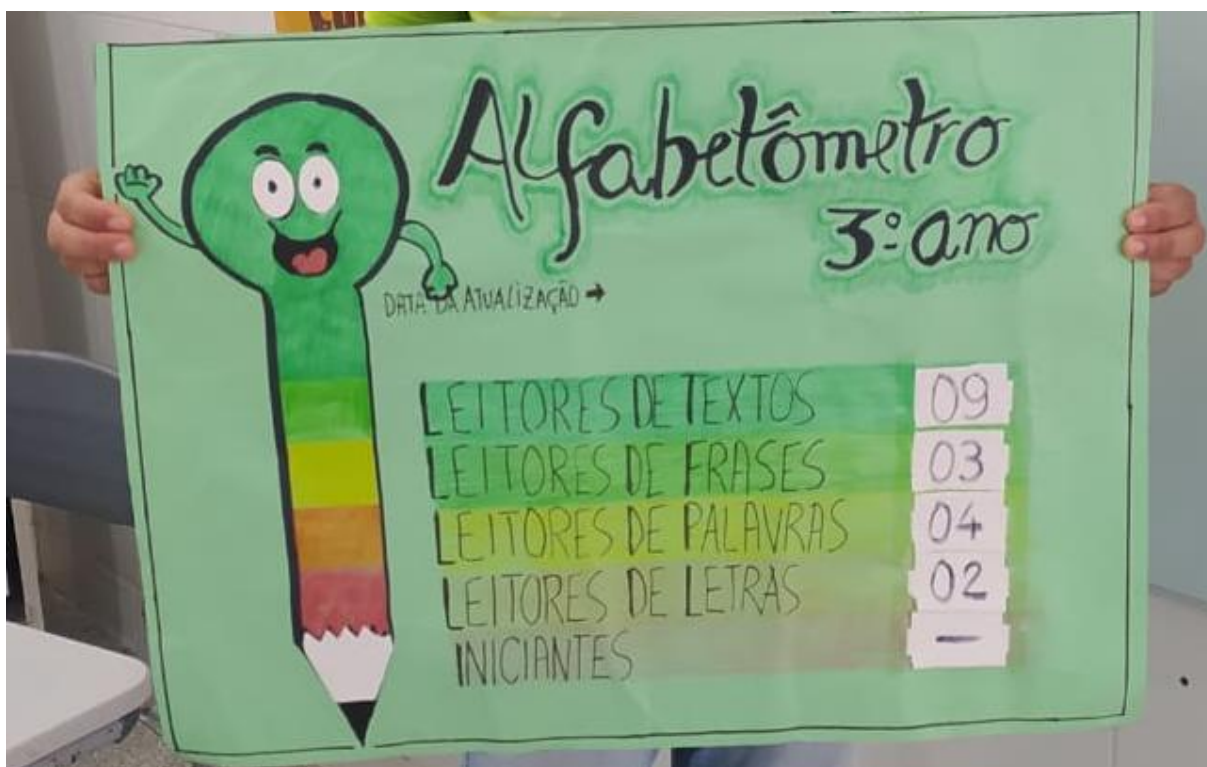 Alfabetômetro
3º ano
DATA DA ATUALIZAÇÃO →
LEITORES DE TEXTOS 09
LEITORES DE FRASES 03
LEITORES DE PALAVRAS 04
LEITORES DE LETRAS 02
INICIANTES —